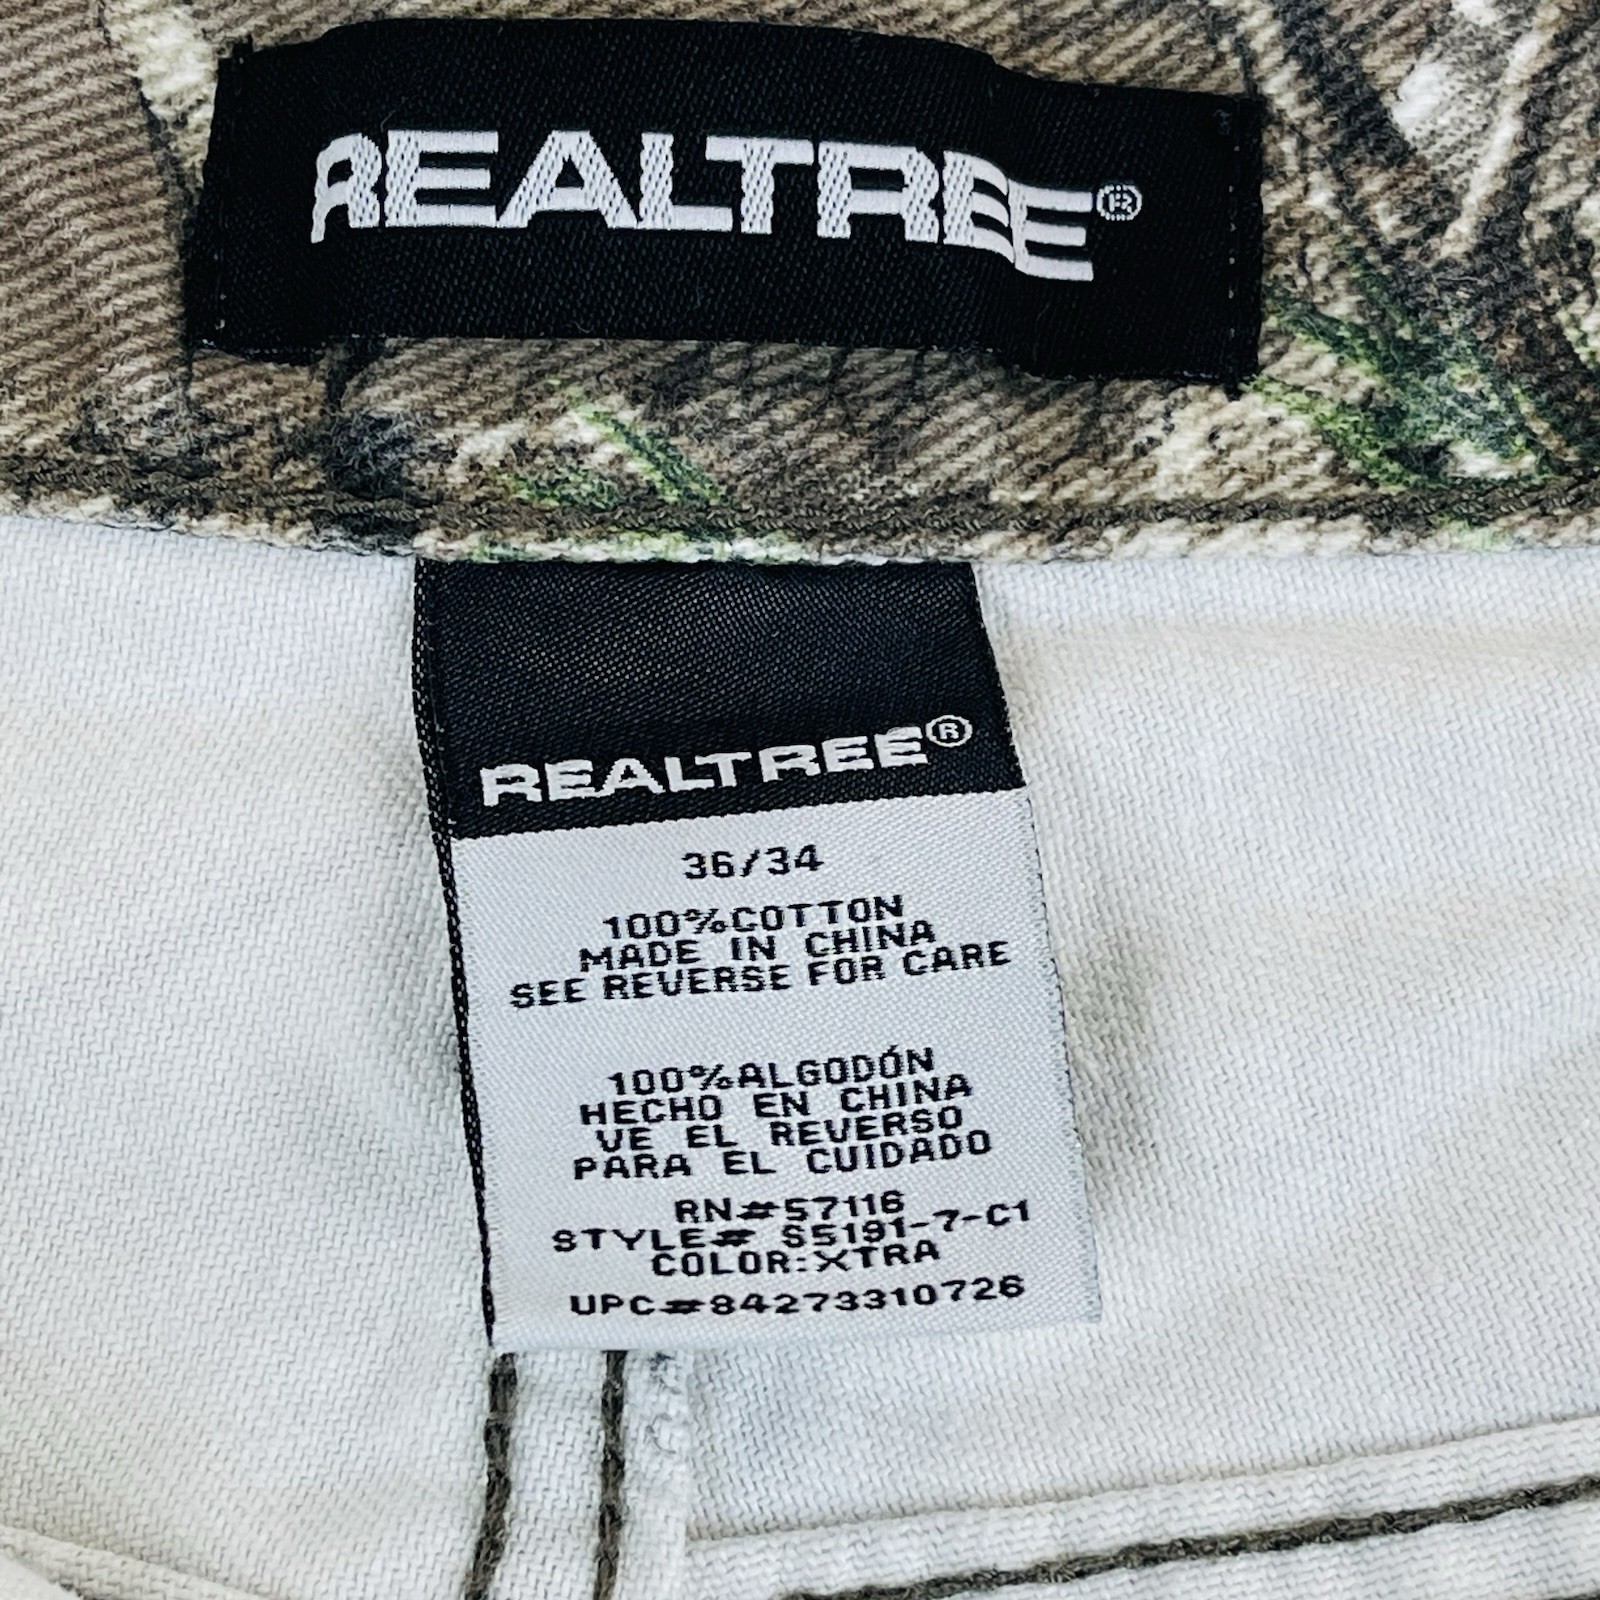 REALTREE®
REALTREE®
36/34
100%COTTON
MADE IN CHINA
SEE REVERSE FOR CARE
100%ALGODÓN
HECHO EN CHINA
VE EL REVERSO
PARA EL CUIDADO
RN#57116
STYLE# S5191-7-C1
COLOR:XTRA
UPC#84273310726